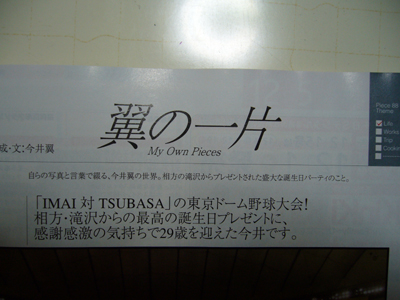 翼の一片
My Own Pieces
成・文:今井翼
Life
Works
Trip
自らの写真と言葉で綴る、今井翼の世界。相方の滝沢からプレゼントされた盛大な誕生日パーティのこと。
「IMAI 対 TSUBASA」の東京ドーム野球大会!
相方・滝沢からの最高の誕生日プレゼントに、
感謝感激の気持ちで29歳を迎えた今井です。